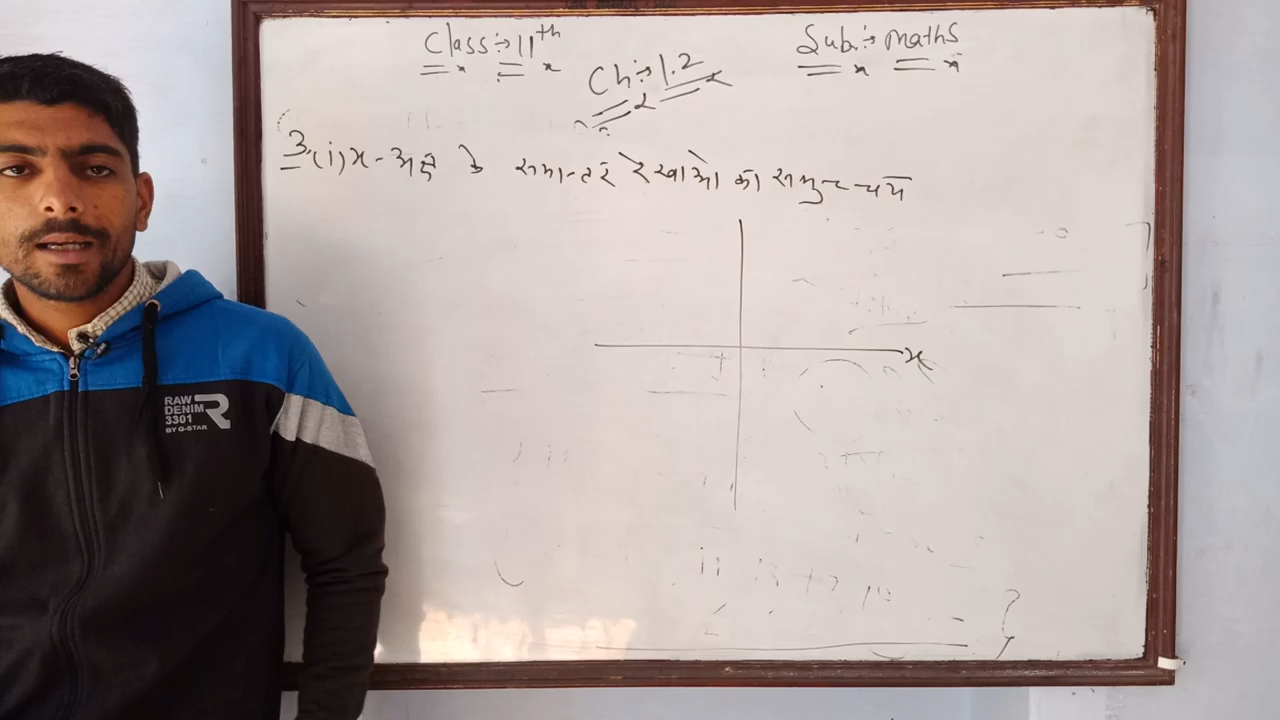 Class:→11th
Sub:→maths
Ch:→1.2
3.(i) x-अक्ष के समान्तर रेखाओं का समुच्चय
x
RAW
DENIM
3301
BY G-STAR
R